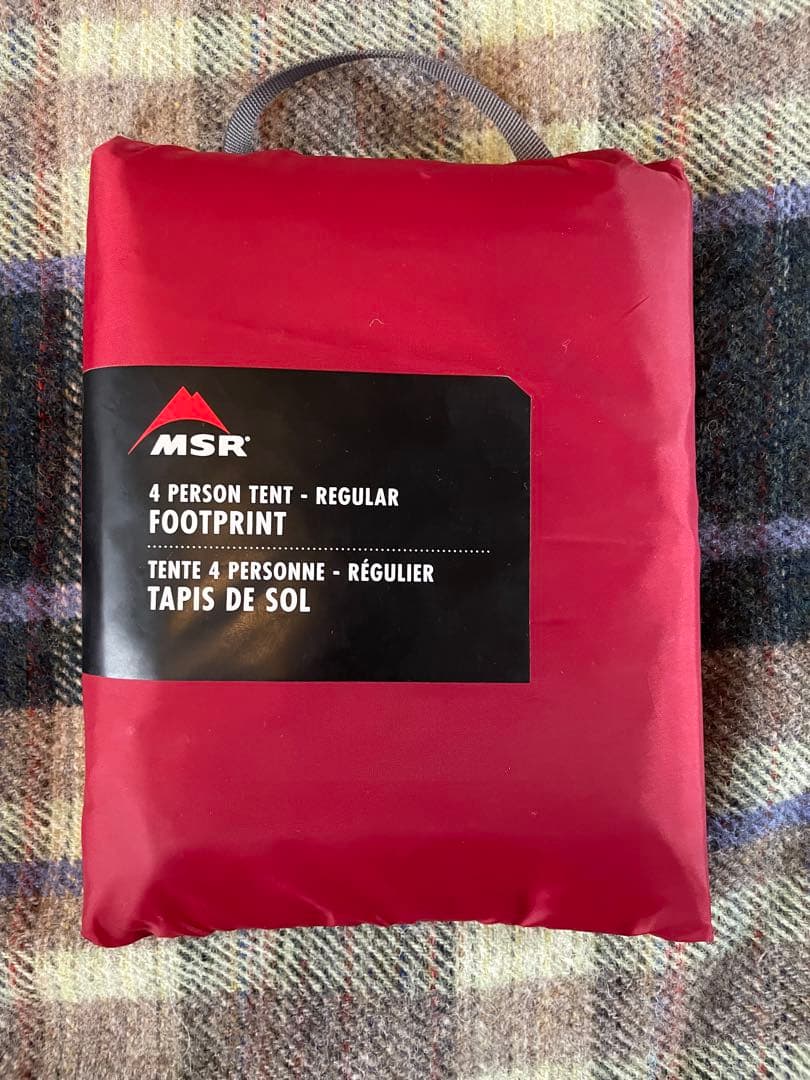 MSR®
4 PERSON TENT - REGULAR
FOOTPRINT
TENTE 4 PERSONNE - RÉGULIER
TAPIS DE SOL